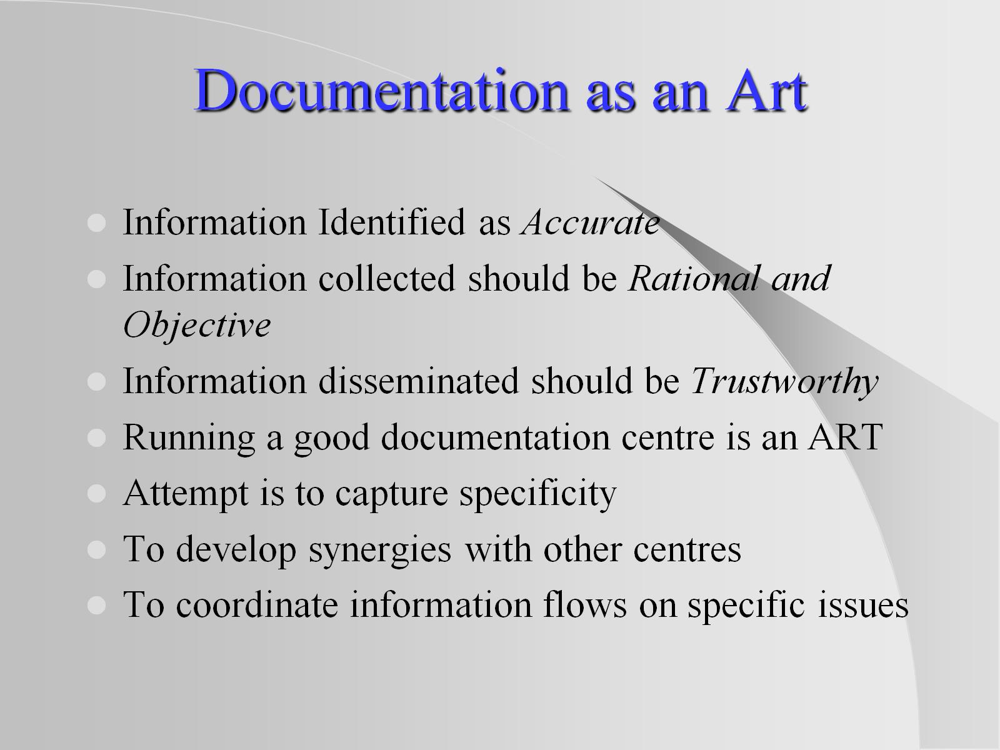 Documentation as an Art
Information Identified as Accurate
Information collected should be Rational and
Objective
Information disseminated should be Trustworthy
Running a good documentation centre is an ART
Attempt is to capture specificity
To develop synergies with other centres
To coordinate information flows on specific issues